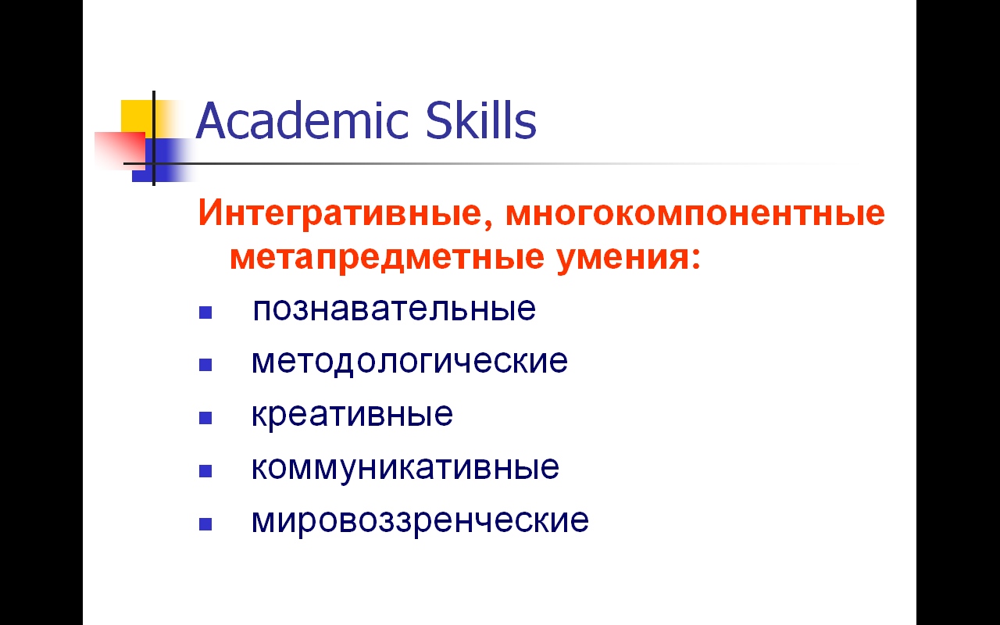 Academic Skills
Интегративные, многокомпонентные
метапредметные умения:
познавательные
методологические
креативные
коммуникативные
мировоззренческие